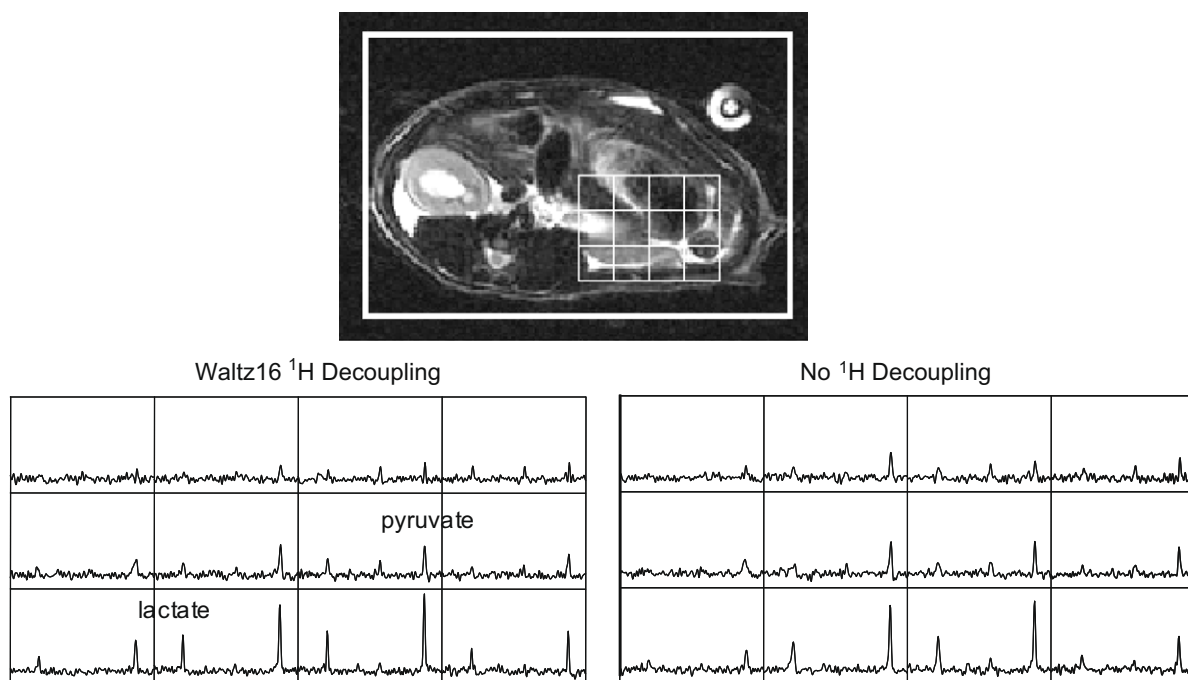 Waltz16 ¹H Decoupling
No ¹H Decoupling
pyruvate
lactate